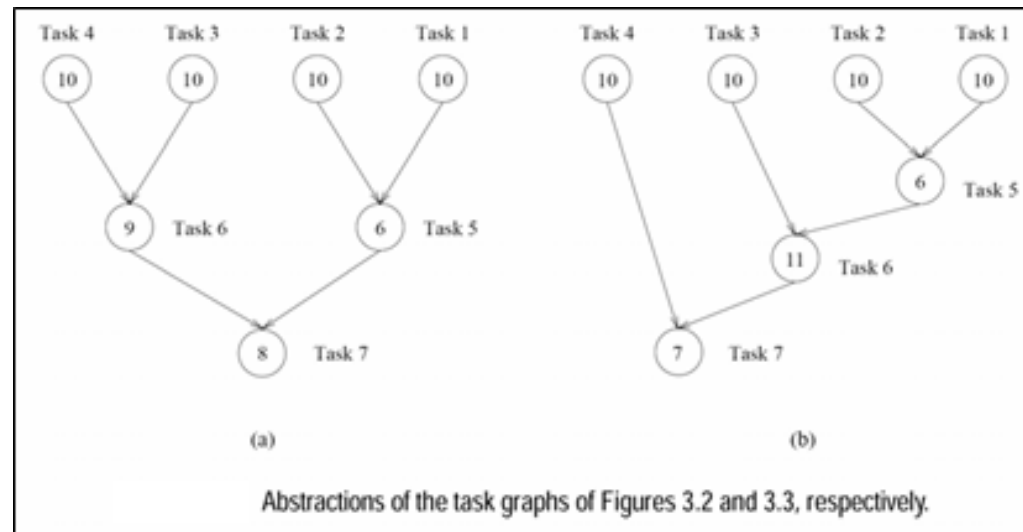 Task 4 Task 3 Task 2 Task 1
10 10 10 10
9 Task 6 6 Task 5
8 Task 7
(a)
Task 4 Task 3 Task 2 Task 1
10 10 10 10
6 Task 5
11 Task 6
7 Task 7
(b)
Abstractions of the task graphs of Figures 3.2 and 3.3, respectively.